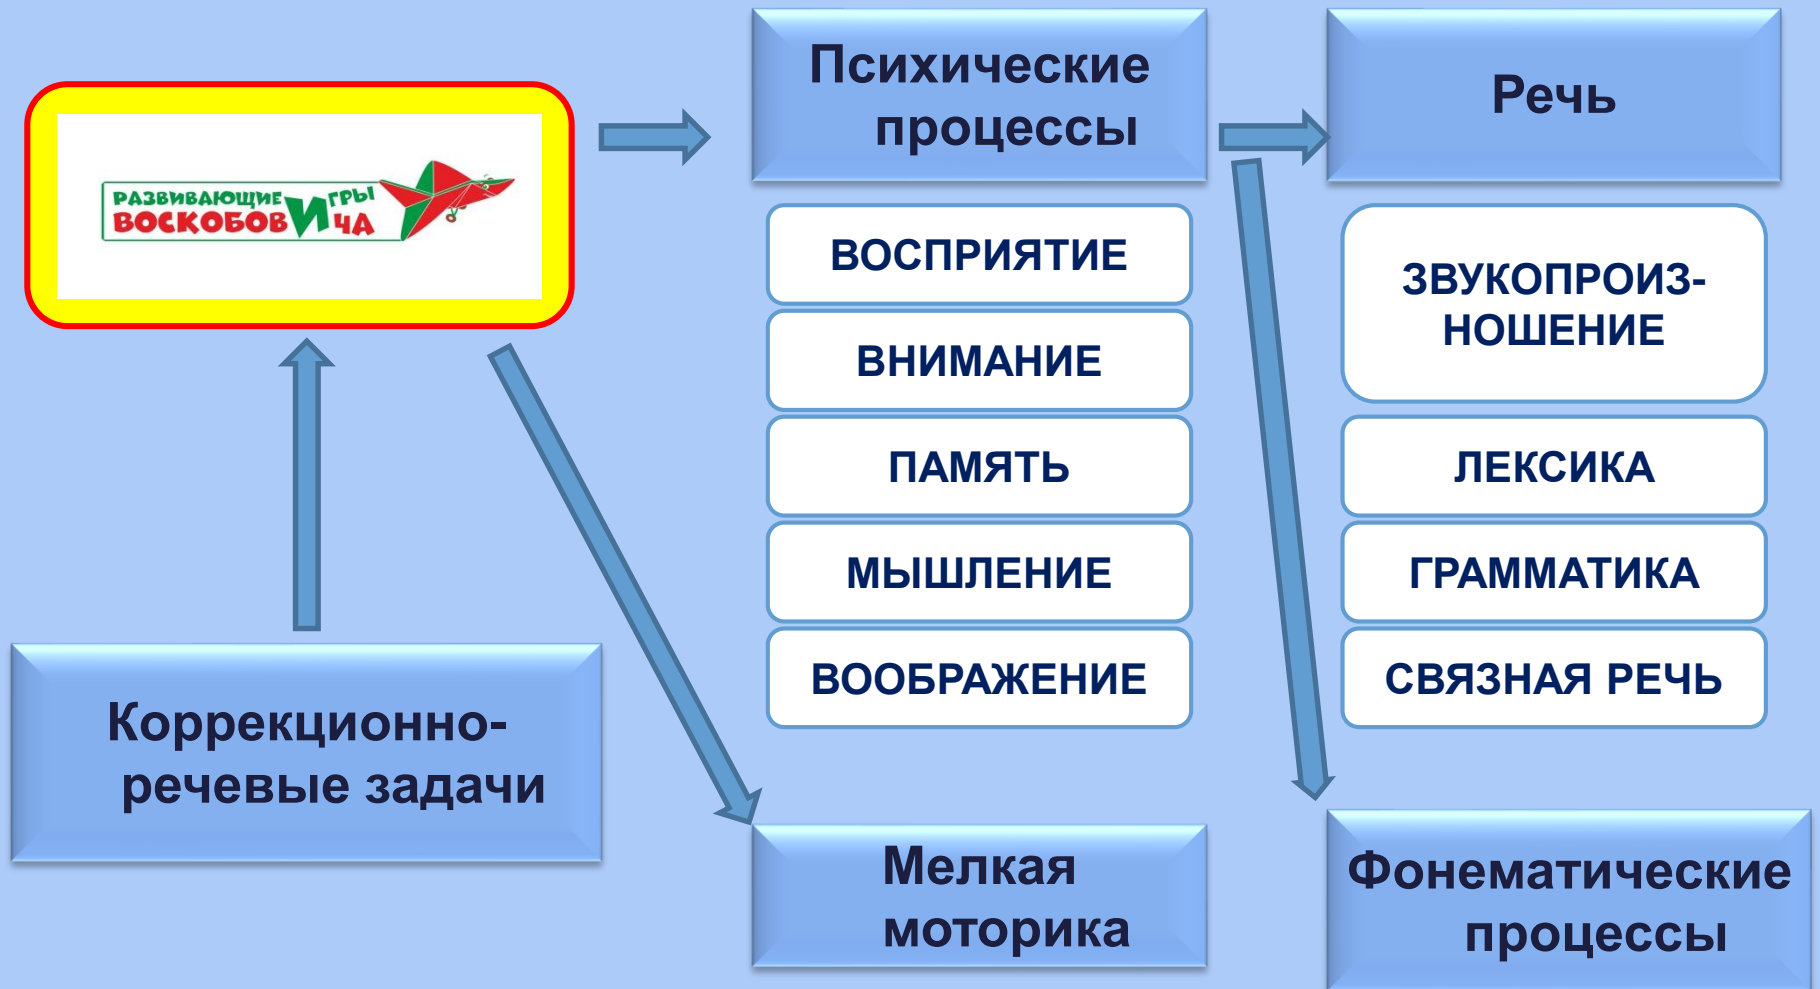 РАЗВИВАЮЩИЕ ИГРЫ
ВОСКОБОВИЧА
Коррекционно-
речевые задачи
Психические
процессы
ВОСПРИЯТИЕ
ВНИМАНИЕ
ПАМЯТЬ
МЫШЛЕНИЕ
ВООБРАЖЕНИЕ
Мелкая
моторика
Речь
ЗВУКОПРОИЗ-
НОШЕНИЕ
ЛЕКСИКА
ГРАММАТИКА
СВЯЗНАЯ РЕЧЬ
Фонематические
процессы